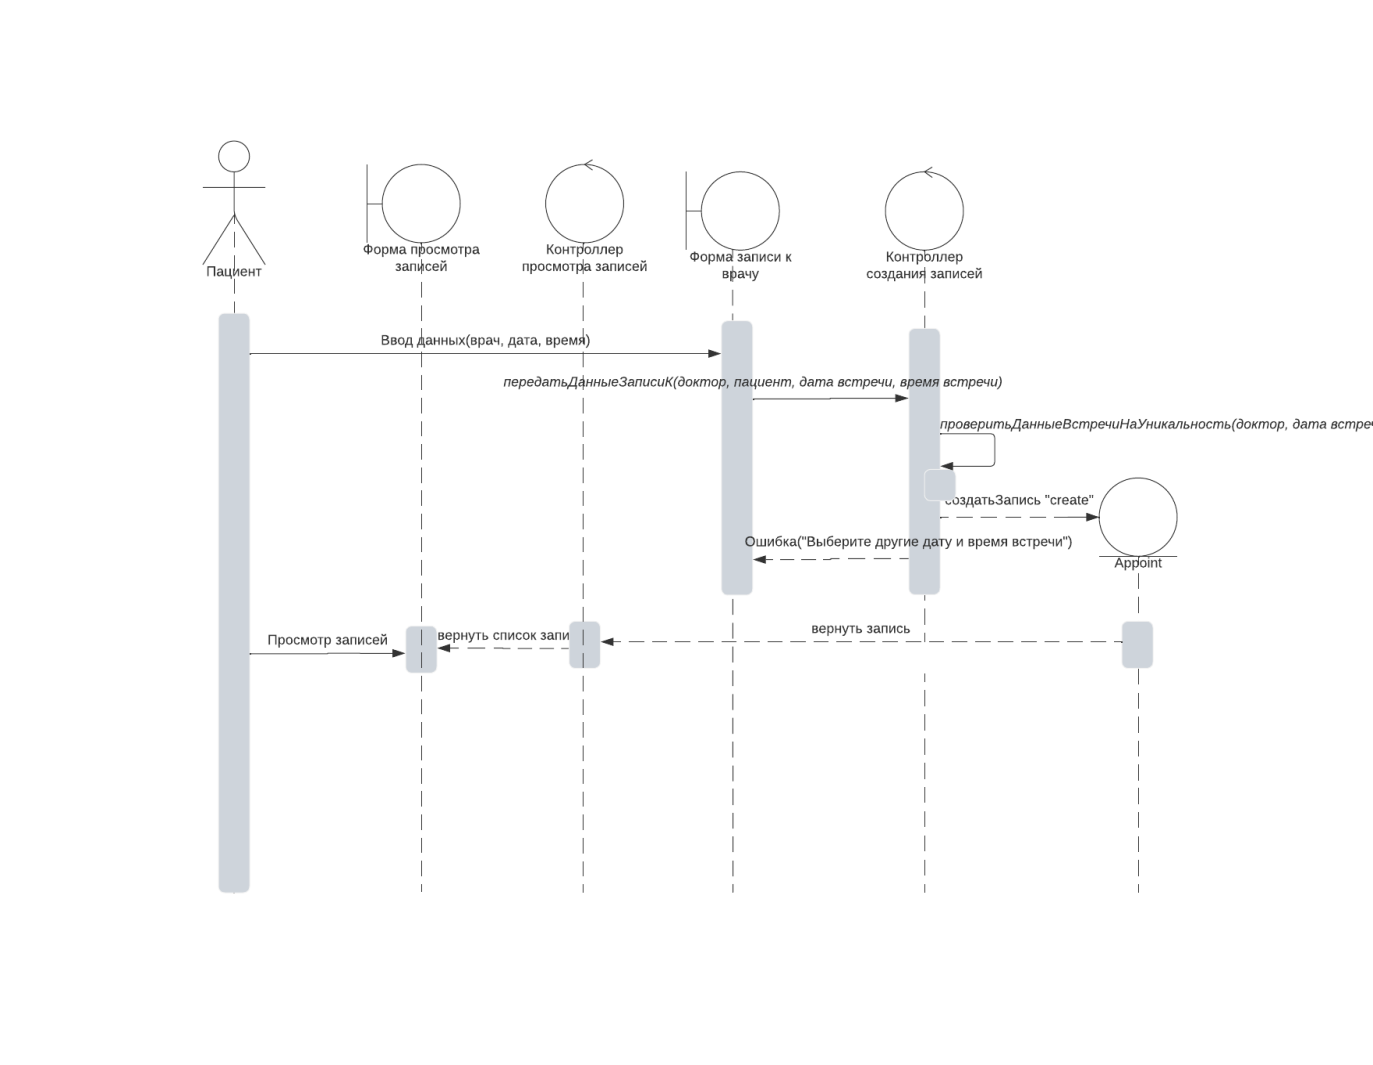 Пациент
Форма просмотра
записей
Контроллер
просмотра записей
Форма записи к
врачу
Контроллер
создания записей
Ввод данных(врач, дата, время)
передатьДанныеЗаписиК(доктор, пациент, дата встречи, время встречи)
проверитьДанныеВстречиНаУникальность(доктор, дата встре
создатьЗапись "create"
Appoint
Ошибка("Выберите другие дату и время встречи")
вернуть запись
Просмотр записей
вернуть список запи